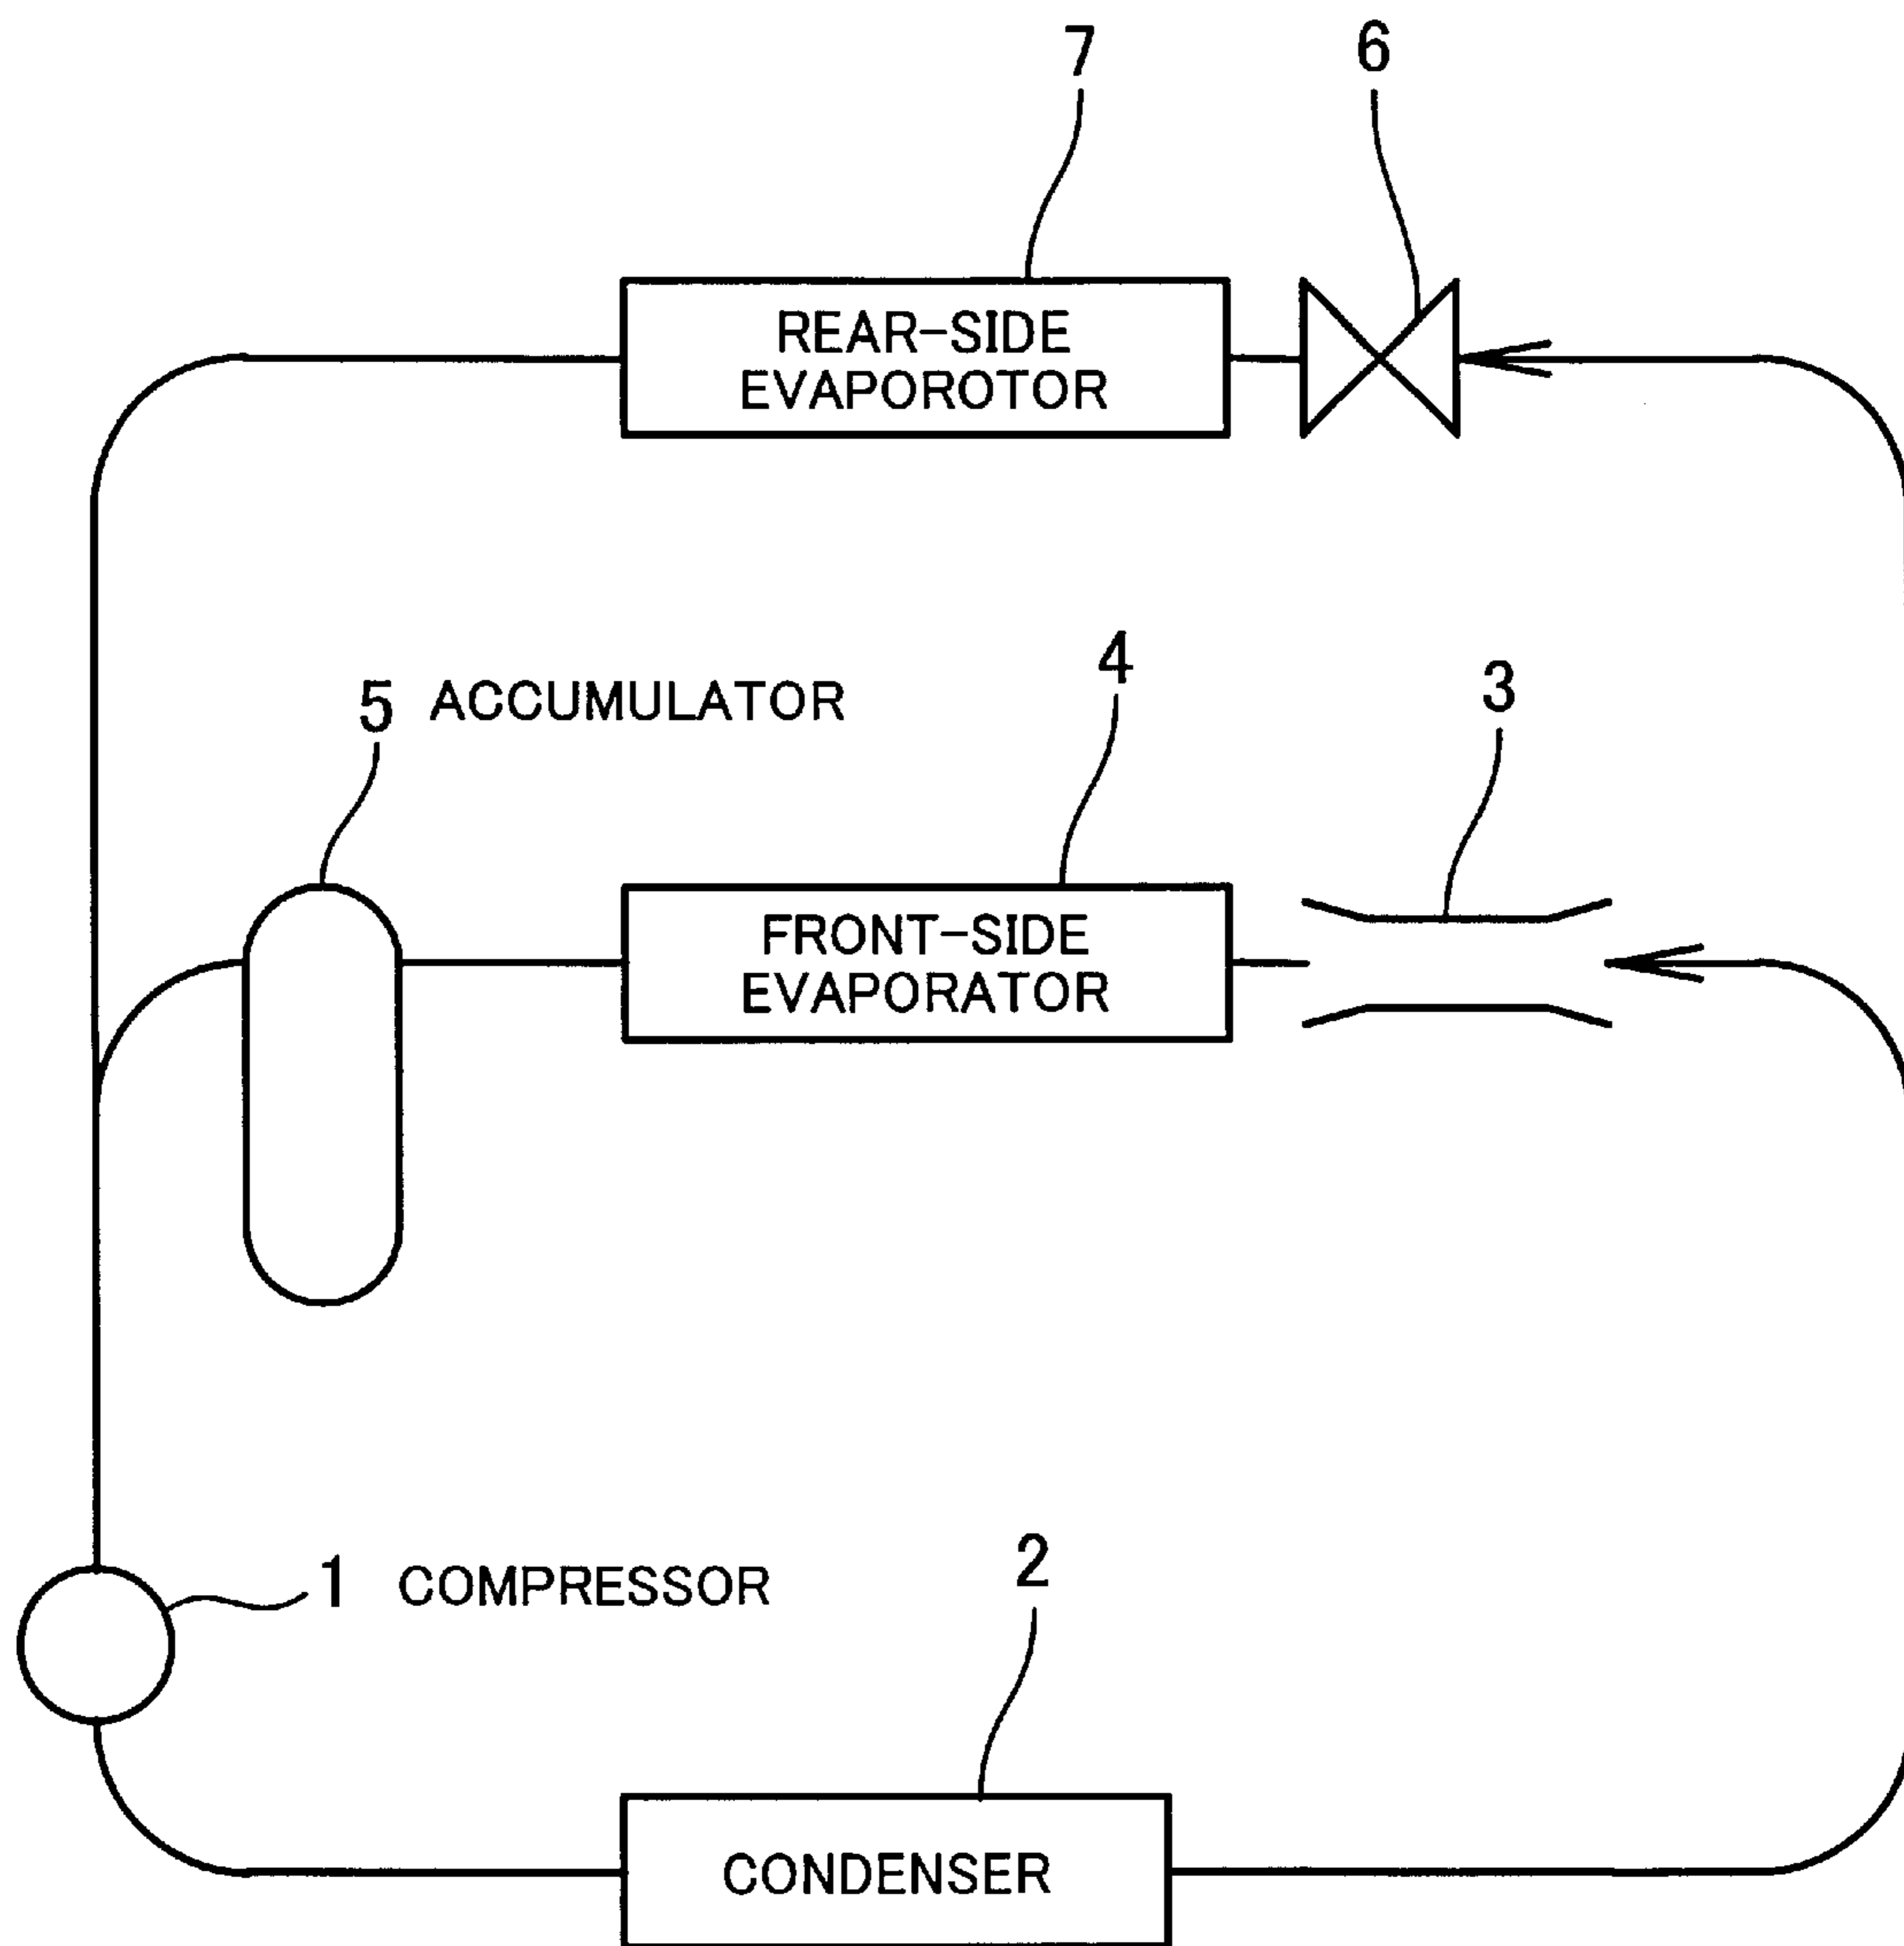 7
6
REAR-SIDE
EVAPOROTOR
4
3
5 ACCUMULATOR
FRONT-SIDE
EVAPORATOR
1 COMPRESSOR
2
CONDENSER